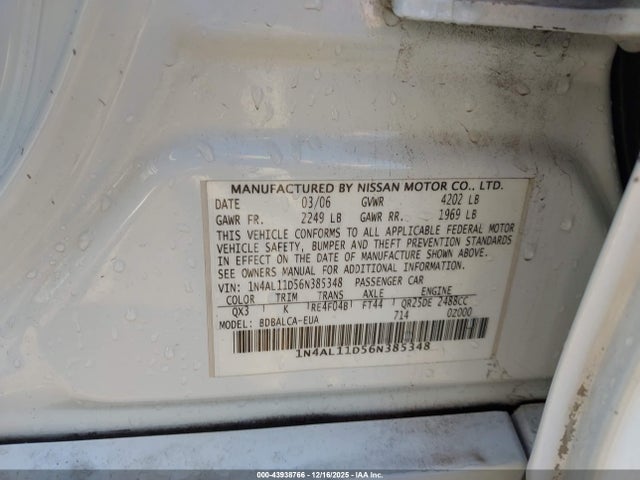 MANUFACTURED BY NISSAN MOTOR CO., LTD.
DATE 03/06 GVWR 4202 LB
GAWR FR. 2249 LB GAWR RR. 1969 LB
THIS VEHICLE CONFORMS TO ALL APPLICABLE FEDERAL MOTOR
VEHICLE SAFETY, BUMPER AND THEFT PREVENTION STANDARDS
IN EFFECT ON THE DATE OF MANUFACTURE SHOWN ABOVE.
SEE OWNERS MANUAL FOR ADDITIONAL INFORMATION.
VIN: 1N4AL11D56N385348 PASSENGER CAR
COLOR TRIM TRANS AXLE ENGINE
QX3 K RE4F04B FT44 QR25DE 2488CC
MODEL: BDBALCA-EUA 714 0Z000
1N4AL11D56N385348
000-43938766 - 12/16/2025 - IAA Inc.